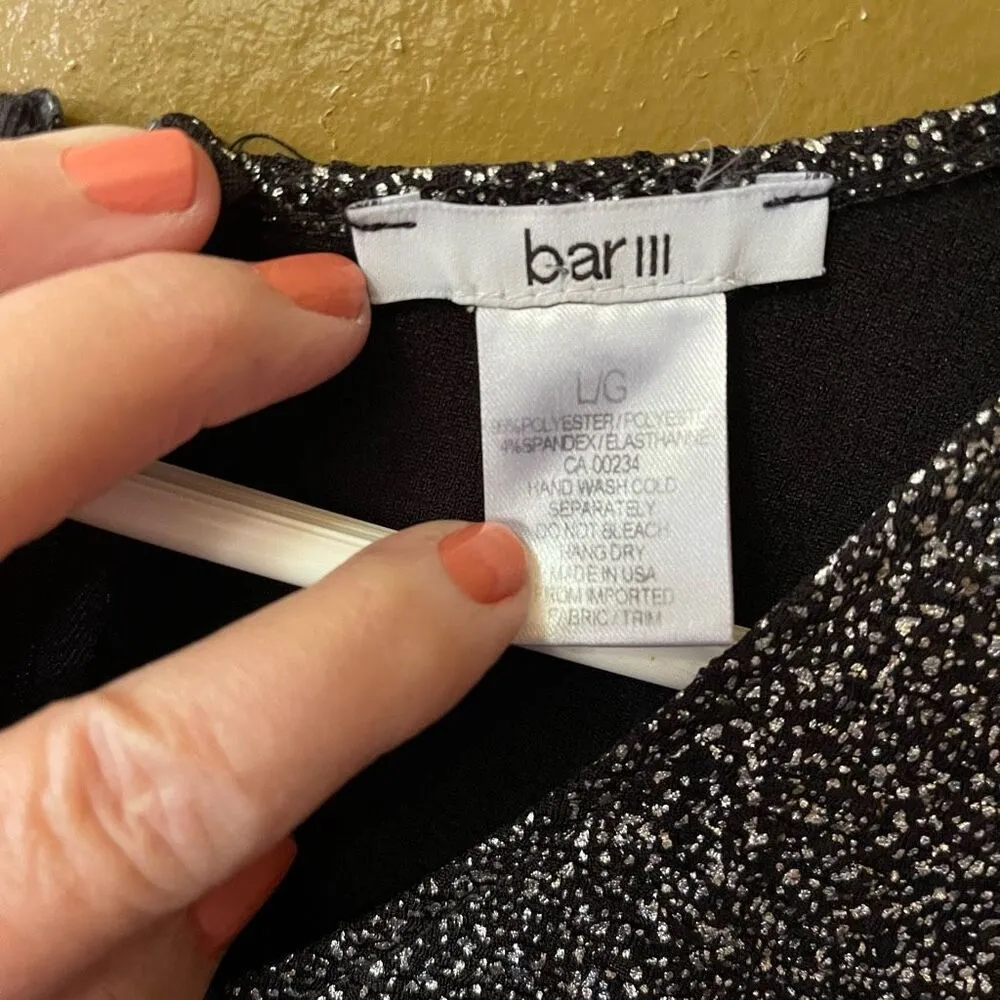 bar III
L/G
96% POLYESTER / POLYESTER
4% SPANDEX / ELASTHANNE
CA 00234
HAND WASH COLD
SEPARATELY
DO NOT BLEACH
HANG DRY
MADE IN USA
FROM IMPORTED
FABRIC / TRIM